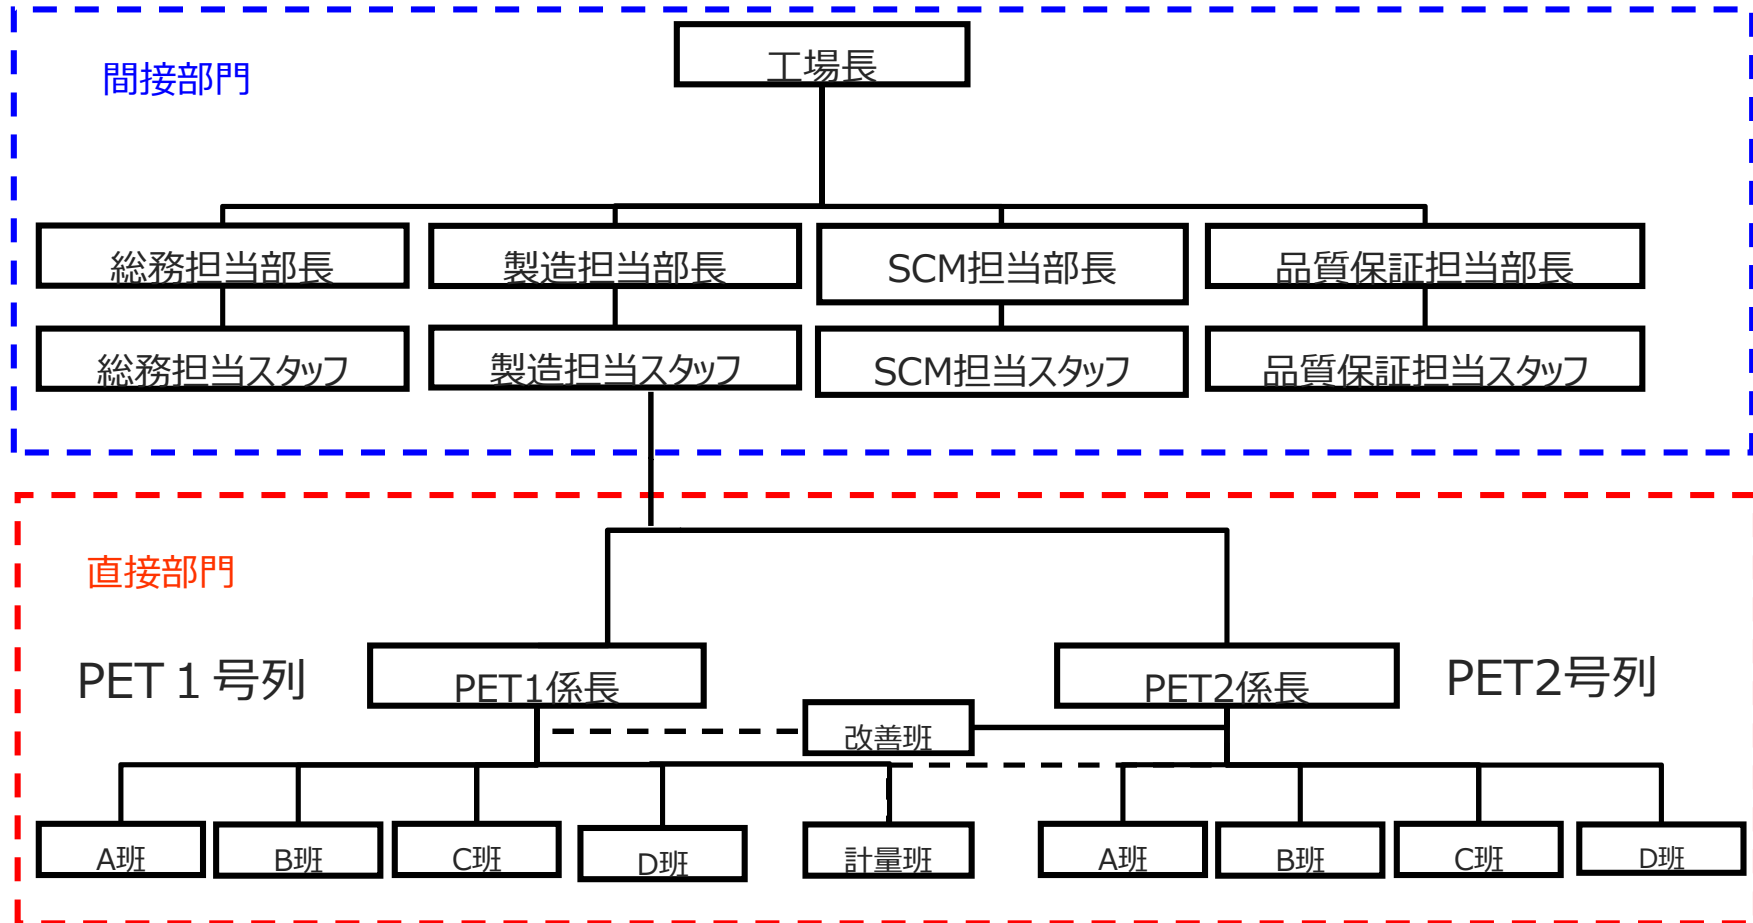 工場長
間接部門
総務担当部長
製造担当部長
SCM担当部長
品質保証担当部長
総務担当スタッフ
製造担当スタッフ
SCM担当スタッフ
品質保証担当スタッフ
直接部門
PET１号列
PET1係長
PET2係長
PET2号列
改善班
A班
B班
C班
D班
計量班
A班
B班
C班
D班